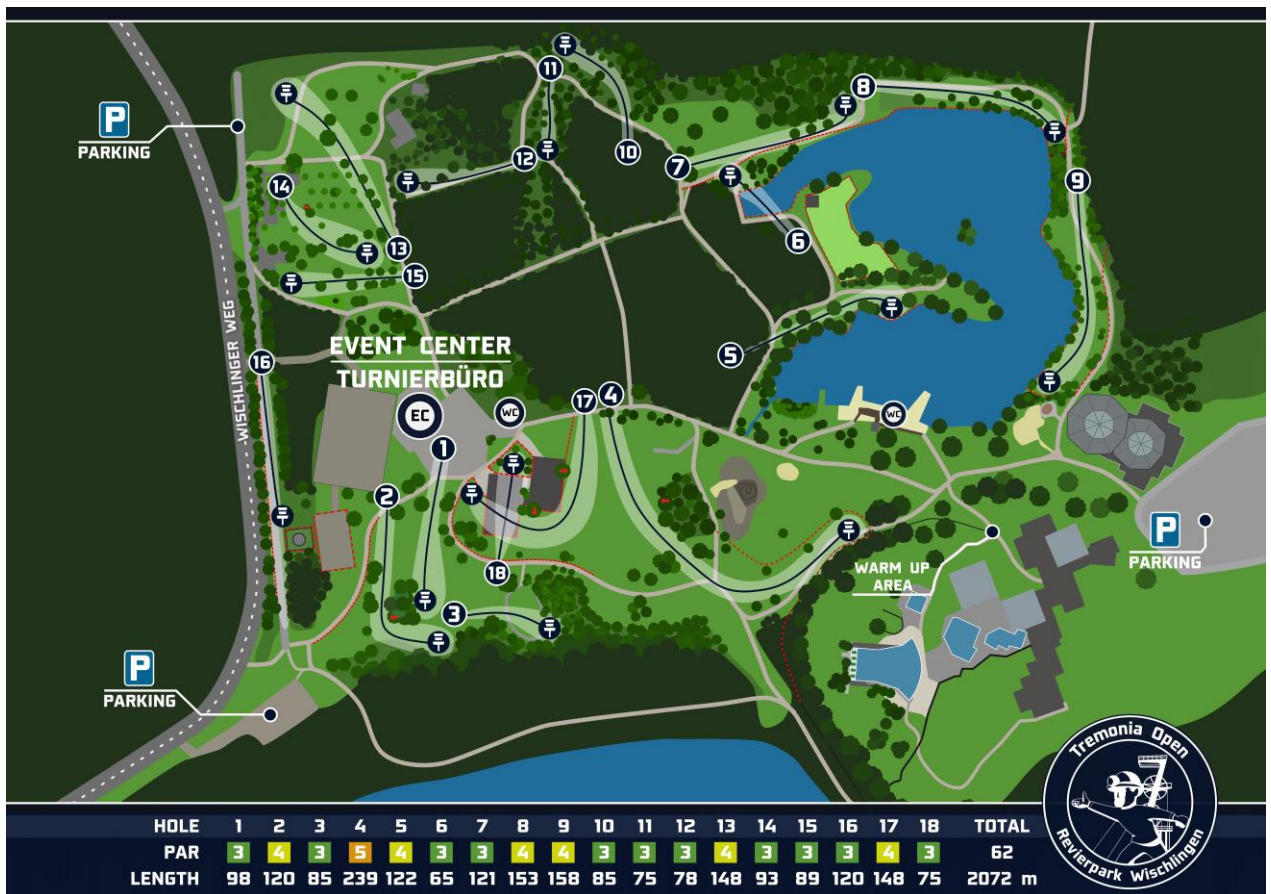 P
PARKING
11
8
10
12
7
9
14
6
13
15
WISCHLINGER WEG
5
EVENT CENTER
TURNIERBÜRO
16
17
4
EC
WC
WC
1
2
P
PARKING
WARM UP
AREA
18
3
P
PARKING
Tremonia Open
7
Revierpark Wischlingen
HOLE 1 2 3 4 5 6 7 8 9 10 11 12 13 14 15 16 17 18 TOTAL
PAR 3 4 3 5 4 3 3 4 4 3 3 3 4 3 3 3 4 3 62
LENGTH 98 120 85 239 122 65 121 153 158 85 75 78 148 93 89 120 148 75 2072 m